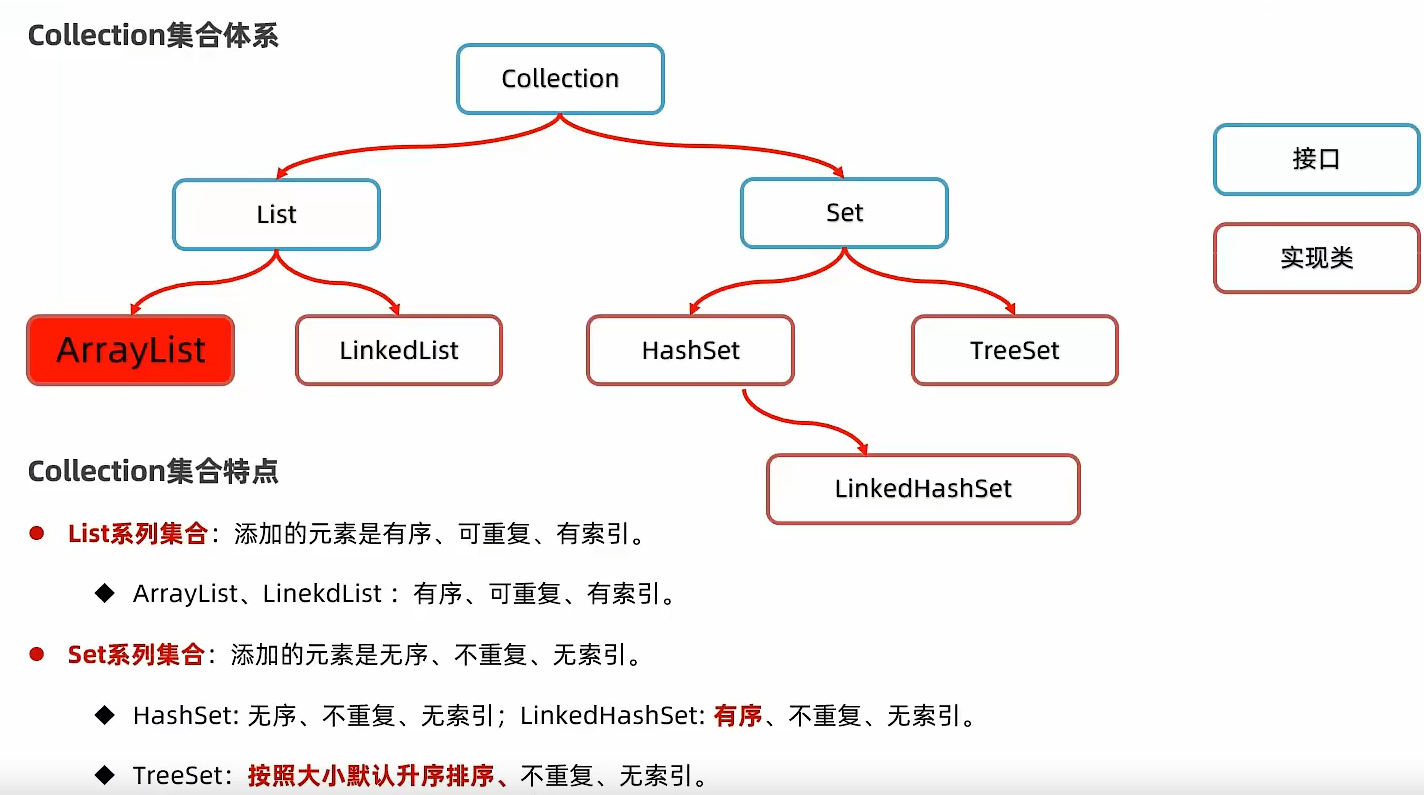 Collection集合体系
Collection
接口
List
Set
实现类
ArrayList
LinkedList
HashSet
TreeSet
LinkedHashSet
Collection集合特点
List系列集合：添加的元素是有序、可重复、有索引。
ArrayList、LinekdList ：有序、可重复、有索引。
Set系列集合：添加的元素是无序、不重复、无索引。
HashSet: 无序、不重复、无索引；LinkedHashSet: 有序、不重复、无索引。
TreeSet：按照大小默认升序排序、不重复、无索引。